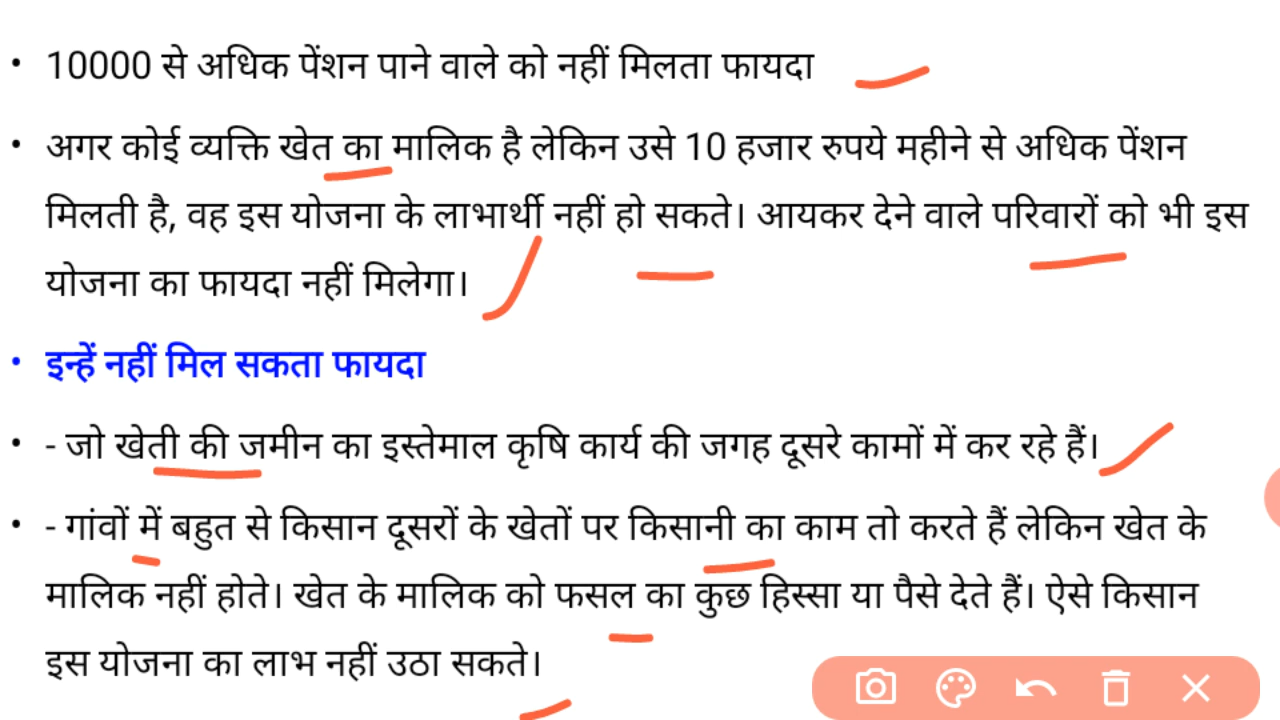 • 10000 से अधिक पेंशन पाने वाले को नहीं मिलता फायदा
• अगर कोई व्यक्ति खेत का मालिक है लेकिन उसे 10 हजार रुपये महीने से अधिक पेंशन
मिलती है, वह इस योजना के लाभार्थी नहीं हो सकते। आयकर देने वाले परिवारों को भी इस
योजना का फायदा नहीं मिलेगा।
• इन्हें नहीं मिल सकता फायदा
• - जो खेती की जमीन का इस्तेमाल कृषि कार्य की जगह दूसरे कामों में कर रहे हैं।
• - गांवों में बहुत से किसान दूसरों के खेतों पर किसानी का काम तो करते हैं लेकिन खेत के
मालिक नहीं होते। खेत के मालिक को फसल का कुछ हिस्सा या पैसे देते हैं। ऐसे किसान
इस योजना का लाभ नहीं उठा सकते।